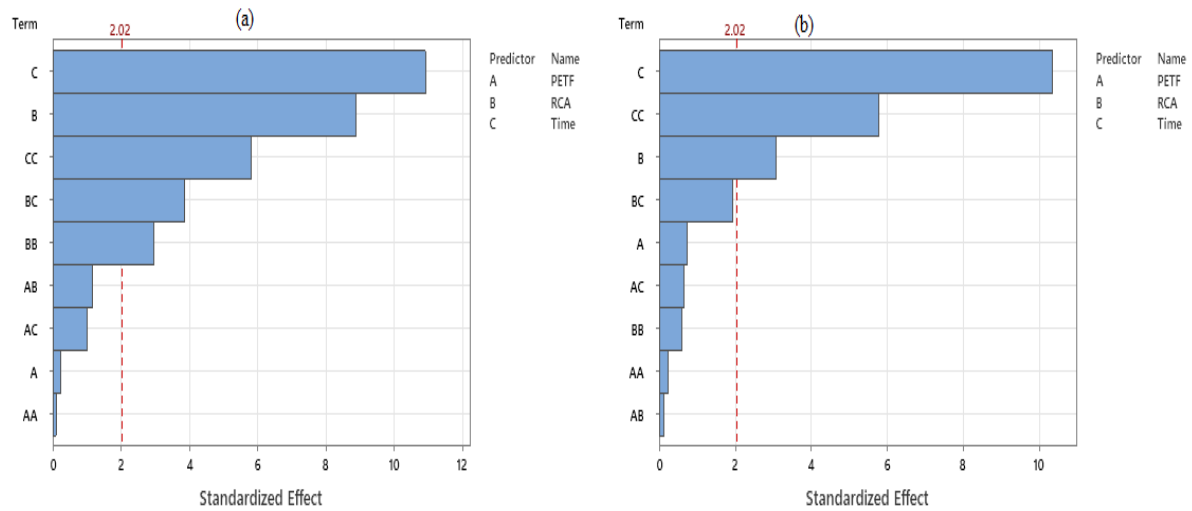 (a)
Term
2.02
C
B
CC
BC
BB
AB
AC
A
AA
0 2 4 6 8 10 12
Standardized Effect
Predictor Name
A PETF
B RCA
C Time
(b)
Term
2.02
C
CC
B
BC
A
AC
BB
AA
AB
0 2 4 6 8 10
Standardized Effect
Predictor Name
A PETF
B RCA
C Time